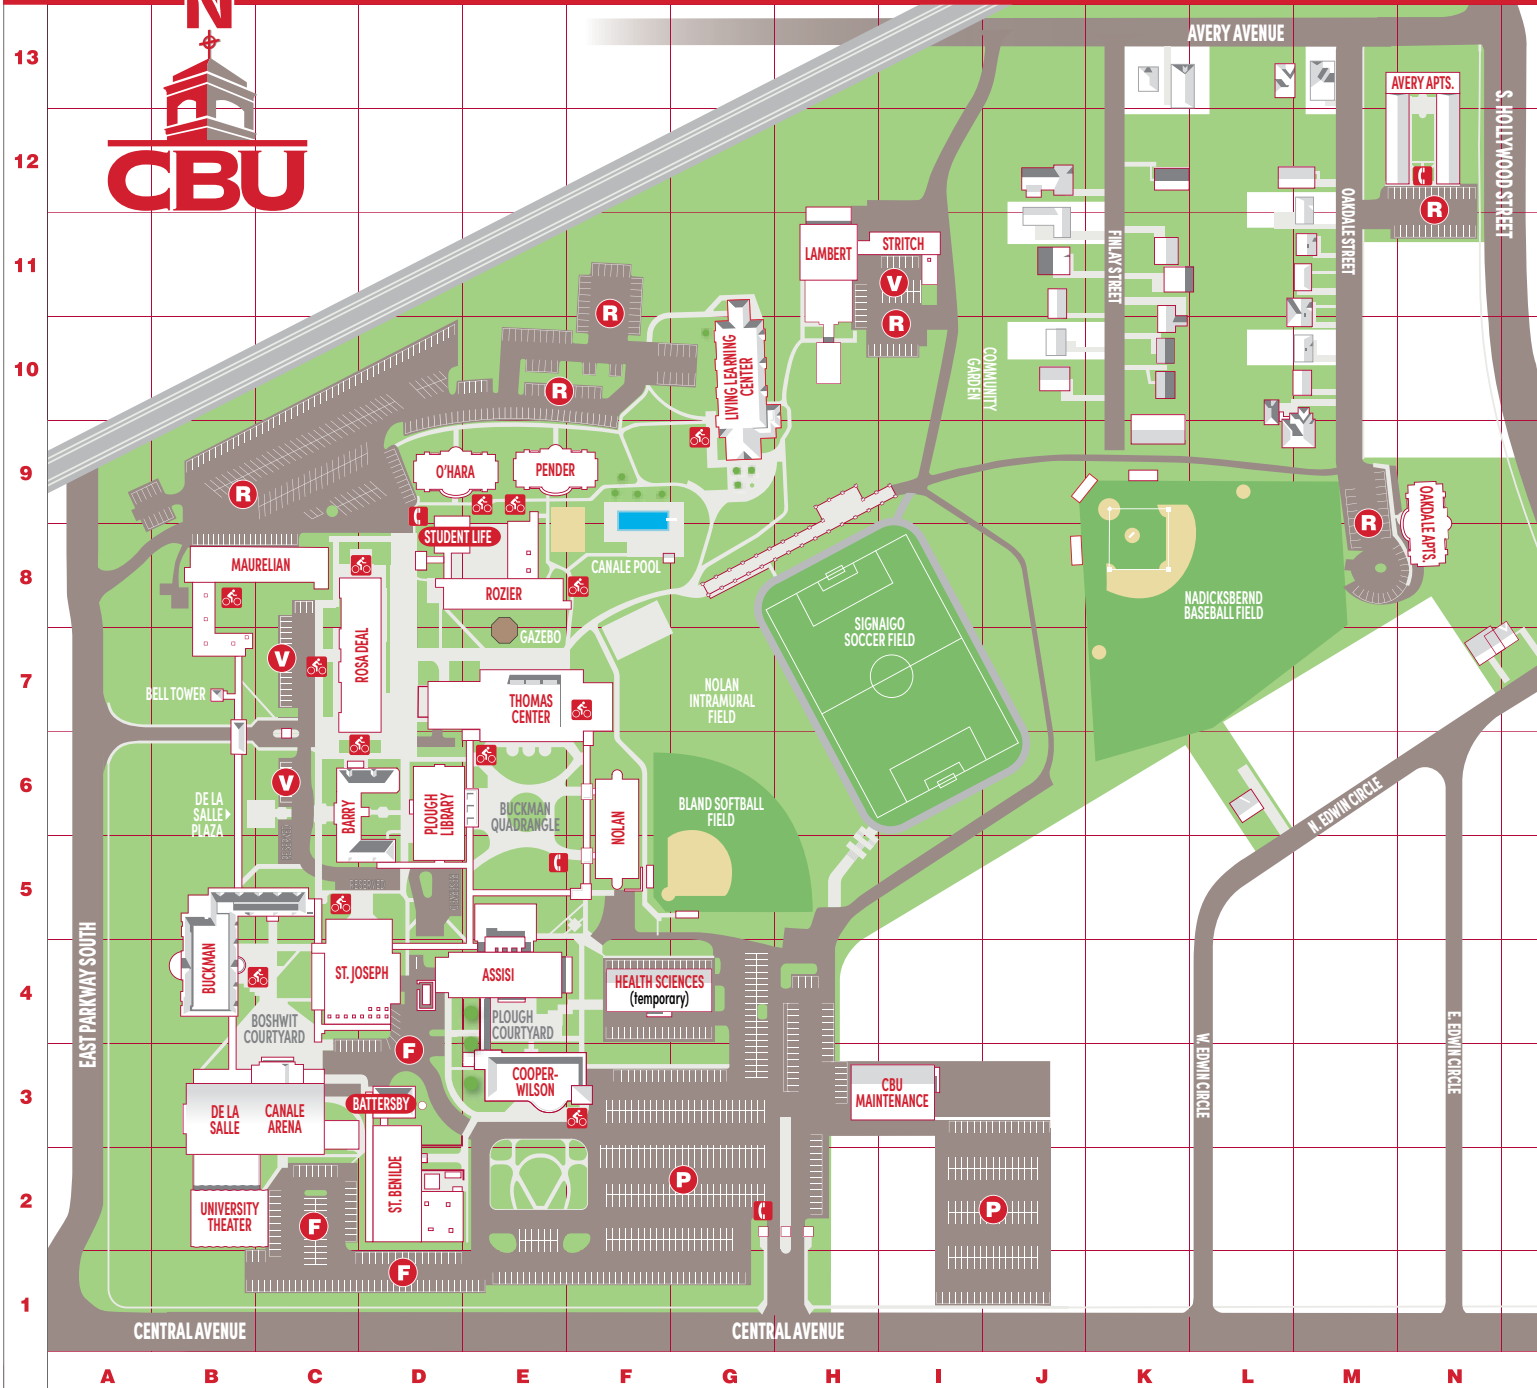 N
CBU
13
12
11
10
9
8
7
6
5
4
3
2
1
AVERY AVENUE
AVERY APTS.
S. HOLLYWOOD STREET
R
OAKDALE STREET
FINLAY STREET
LAMBERT
STRITCH
V
R
COMMUNITY
GARDEN
R
R
LIVING LEARNING
CENTER
O'HARA
PENDER
R
STUDENT LIFE
CANALE POOL
MAURELIAN
ROZIER
GAZEBO
ROSA DEAL
V
BELL TOWER
THOMAS
CENTER
NOLAN
INTRAMURAL
FIELD
SIGNAIGO
SOCCER FIELD
NADICKSBERND
BASEBALL FIELD
R
OAKDALE APTS.
V
DE LA
SALLE
PLAZA
BARRY
PLOUGH
LIBRARY
BUCKMAN
QUADRANGLE
NOLAN
BLAND SOFTBALL
FIELD
RESERVED
RESERVED
RESERVED
N. EDWIN CIRCLE
EAST PARKWAY SOUTH
BUCKMAN
ST. JOSEPH
ASSISI
HEALTH SCIENCES
(temporary)
BOSHWIT
COURTYARD
PLOUGH
COURTYARD
F
COOPER-
WILSON
CBU
MAINTENANCE
W. EDWIN CIRCLE
E. EDWIN CIRCLE
DE LA
SALLE
CANALE
ARENA
BATTERSBY
ST. BENILDE
UNIVERSITY
THEATER
F
F
P
P
CENTRAL AVENUE
CENTRAL AVENUE
A B C D E F G H I J K L M N